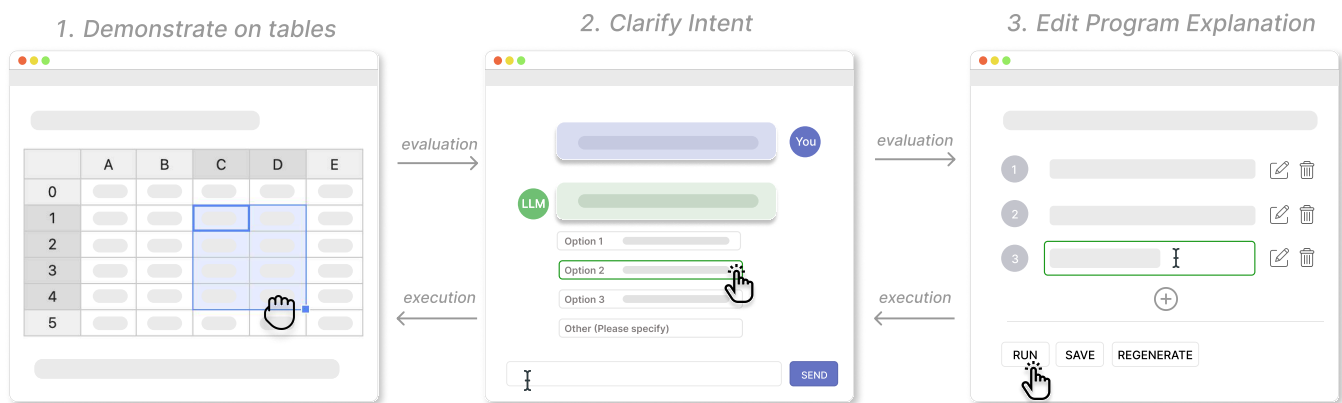 1. Demonstrate on tables
2. Clarify Intent
3. Edit Program Explanation
A B C D E
0
1
2
3
4
5
evaluation
execution
You
LLM
Option 1
Option 2
Option 3
Other (Please specify)
SEND
evaluation
execution
1
2
3
RUN SAVE REGENERATE